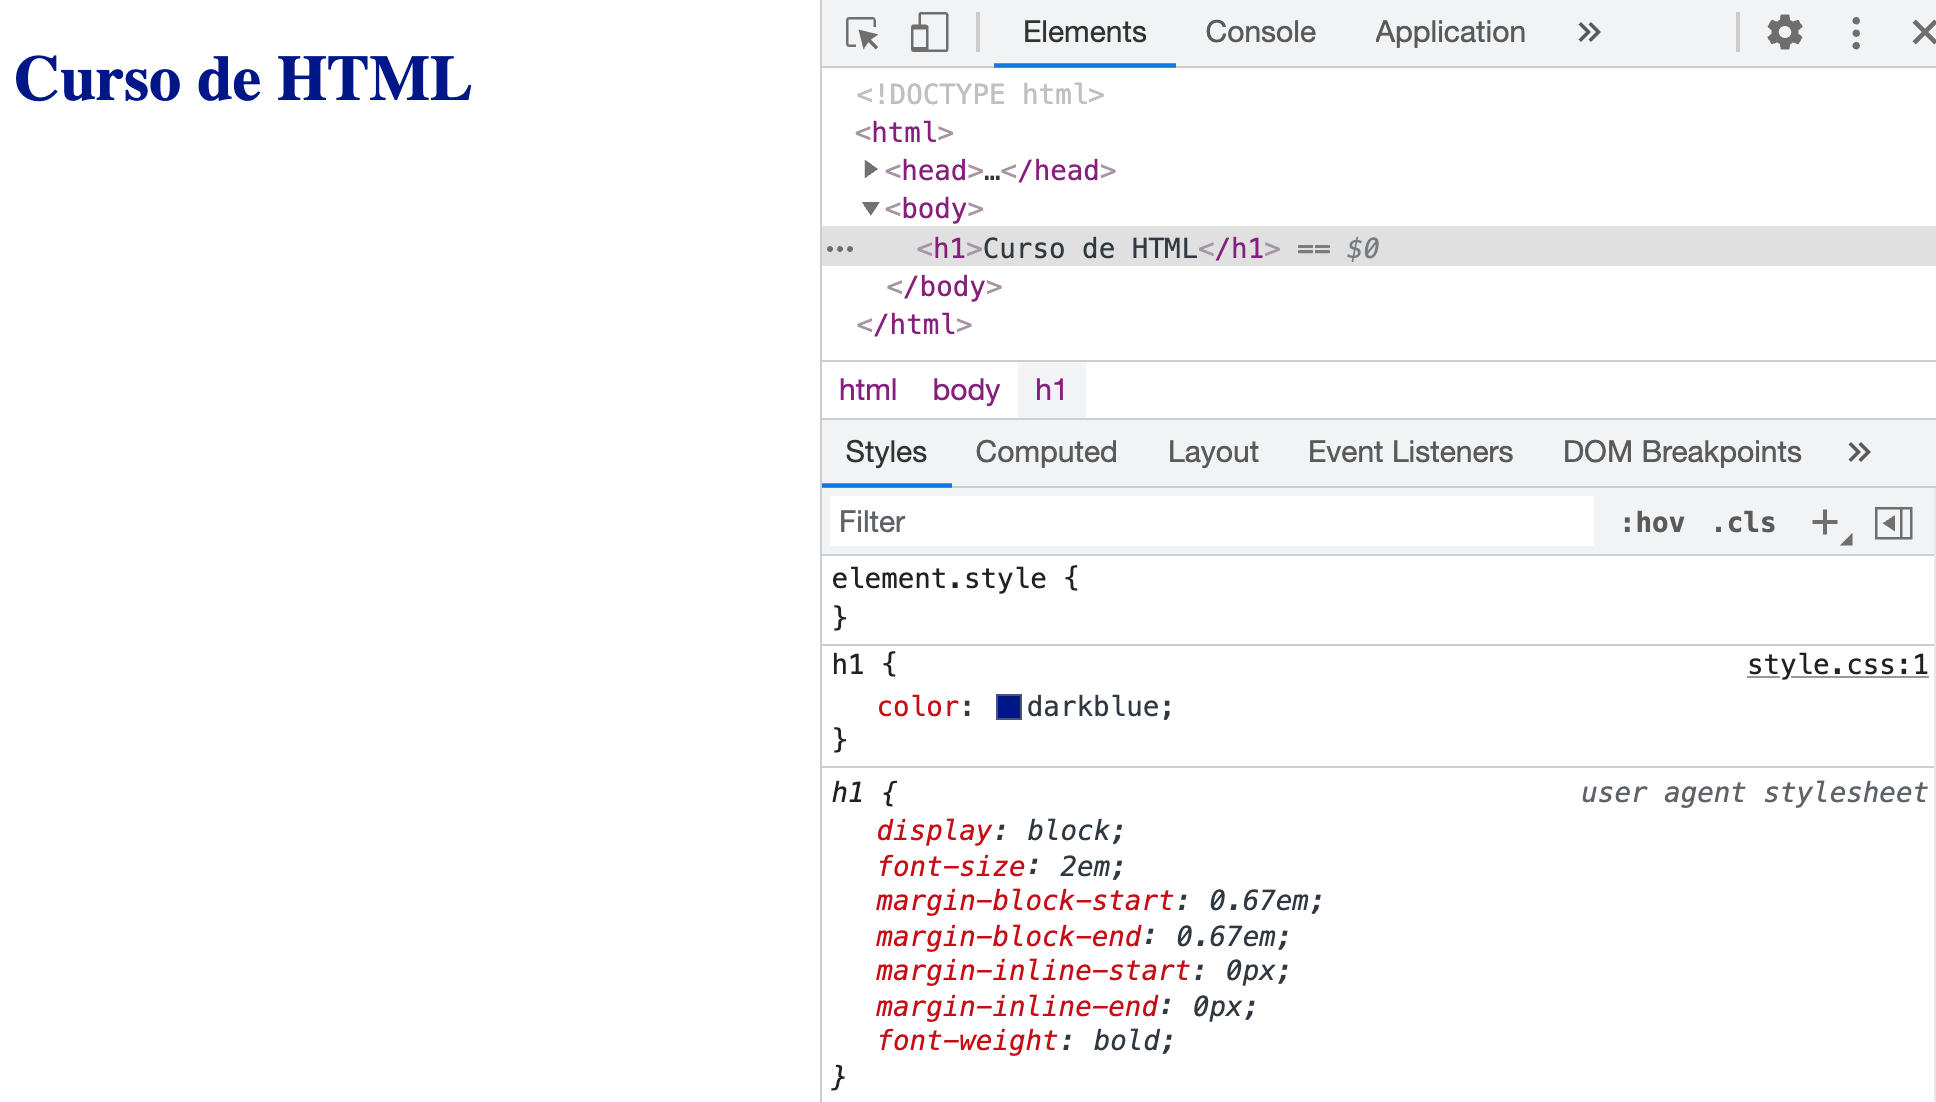 Curso de HTML
Elements Console Application »
<!DOCTYPE html>
<html>
<head>…</head>
<body>
<h1>Curso de HTML</h1> == $0
</body>
</html>
html body h1
Styles Computed Layout Event Listeners DOM Breakpoints »
Filter :hov .cls +
element.style {
}
h1 { style.css:1
color: darkblue;
}
h1 { user agent stylesheet
display: block;
font-size: 2em;
margin-block-start: 0.67em;
margin-block-end: 0.67em;
margin-inline-start: 0px;
margin-inline-end: 0px;
font-weight: bold;
}